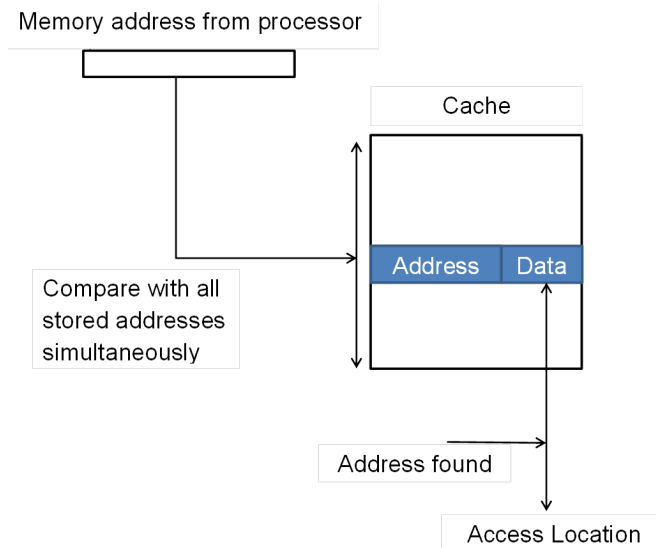 Memory address from processor
Cache
Address Data
Compare with all
stored addresses
simultaneously
Address found
Access Location